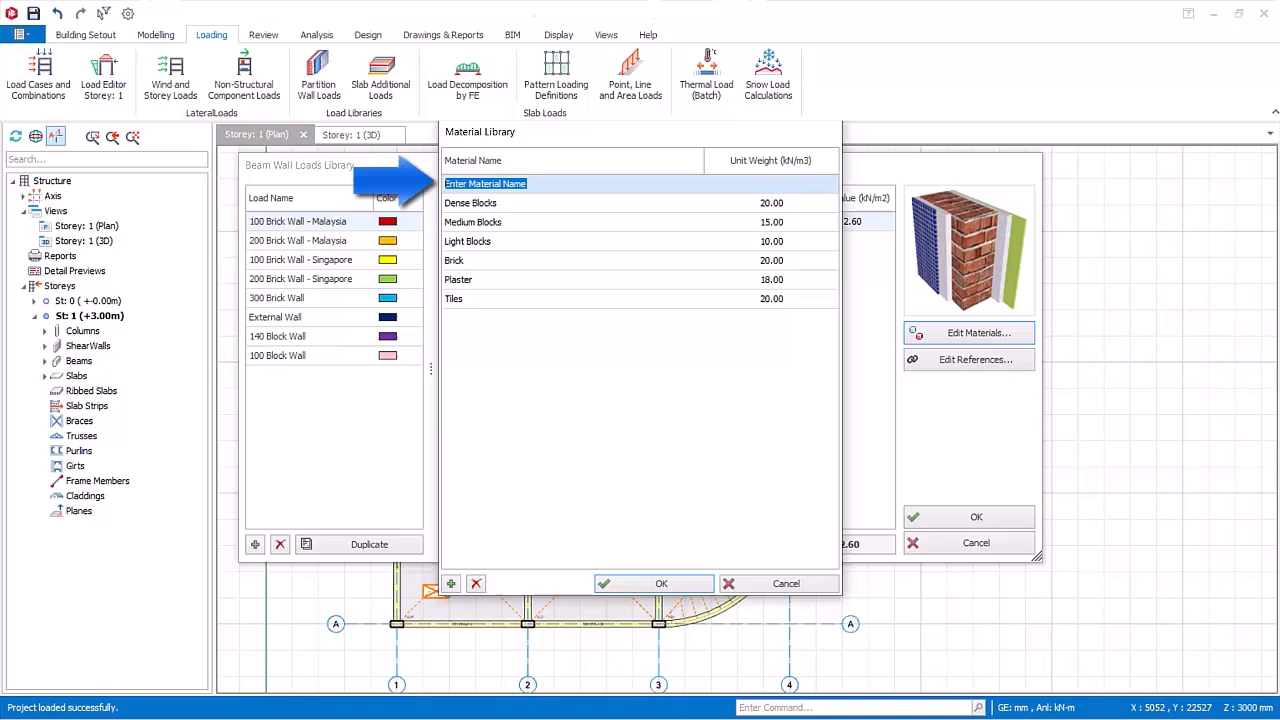 Building Setout
Modelling
Loading
Review
Analysis
Design
Drawings & Reports
BIM
Display
Views
Help
Load Cases and
Combinations
Load Editor
Storey: 1
Wind and
Storey Loads
Non-Structural
Component Loads
Partition
Wall Loads
Slab Additional
Loads
Load Decomposition
by FE
Pattern Loading
Definitions
Point, Line
and Area Loads
Thermal Load
(Batch)
Snow Load
Calculations
LateralLoads
Load Libraries
Slab Loads
Search...
Structure
Axis
Views
Storey: 1 (Plan)
Storey: 1 (3D)
Reports
Detail Previews
Storeys
St: 0 ( +-0.00m)
St: 1 (+3.00m)
Columns
ShearWalls
Beams
Slabs
Ribbed Slabs
Slab Strips
Braces
Trusses
Purlins
Girts
Frame Members
Claddings
Planes
Storey: 1 (Plan)
Storey: 1 (3D)
Beam Wall Loads Library
Load Name
Color
100 Brick Wall - Malaysia
200 Brick Wall - Malaysia
100 Brick Wall - Singapore
200 Brick Wall - Singapore
300 Brick Wall
External Wall
140 Block Wall
100 Block Wall
Duplicate
Material Library
Material Name
Unit Weight (kN/m3)
Enter Material Name
Dense Blocks 20.00
Medium Blocks 15.00
Light Blocks 10.00
Brick 20.00
Plaster 18.00
Tiles 20.00
OK
Cancel
(kN/m2)
2.60
2.60
Edit Materials...
Edit References...
OK
Cancel
A
A
1
2
3
4
Project loaded successfully.
Enter Command...
GE: mm , Anl: kN-m
X : 5052 , Y : 22527
Z : 3000 mm